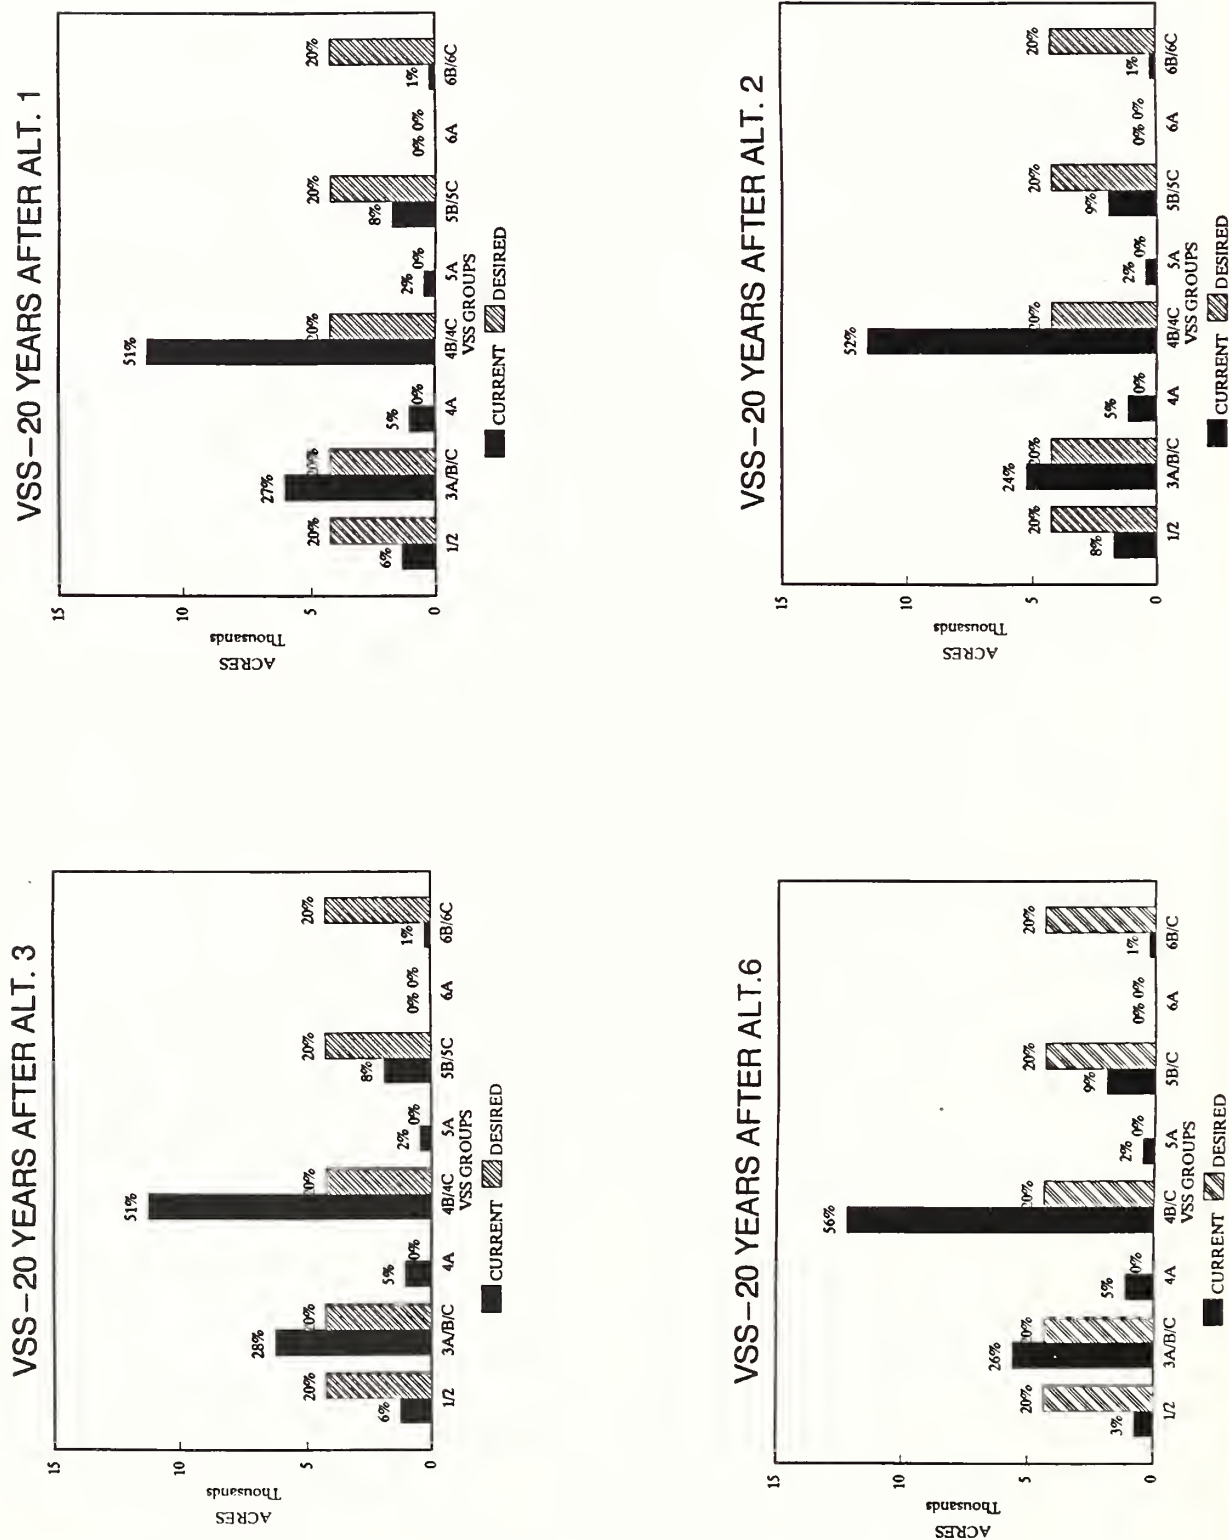 VSS–20 YEARS AFTER ALT. 3
ACRES
Thousands
15
10
5
0
6% 20%
28% 20%
5% 0%
51% 20%
2% 0%
8% 20%
0% 0%
1% 20%
1/2 3A/B/C 4A 4B/4C 5A 5B/5C 6A 6B/6C
VSS GROUPS
CURRENT DESIRED
VSS–20 YEARS AFTER ALT. 1
ACRES
Thousands
15
10
5
0
6% 20%
27% 20%
5% 0%
51% 20%
2% 0%
8% 20%
0% 0%
1% 20%
1/2 3A/B/C 4A 4B/4C 5A 5B/5C 6A 6B/6C
VSS GROUPS
CURRENT DESIRED
VSS–20 YEARS AFTER ALT.6
ACRES
Thousands
15
10
5
0
3% 20%
26% 20%
5% 0%
56% 20%
2% 0%
9% 20%
0% 0%
1% 20%
1/2 3A/B/C 4A 4B/C 5A 5B/C 6A 6B/C
VSS GROUPS
CURRENT DESIRED
VSS–20 YEARS AFTER ALT. 2
ACRES
Thousands
15
10
5
0
8% 20%
24% 20%
5% 0%
52% 20%
2% 0%
9% 20%
0% 0%
1% 20%
1/2 3A/B/C 4A 4B/4C 5A 5B/5C 6A 6B/6C
VSS GROUPS
CURRENT DESIRED